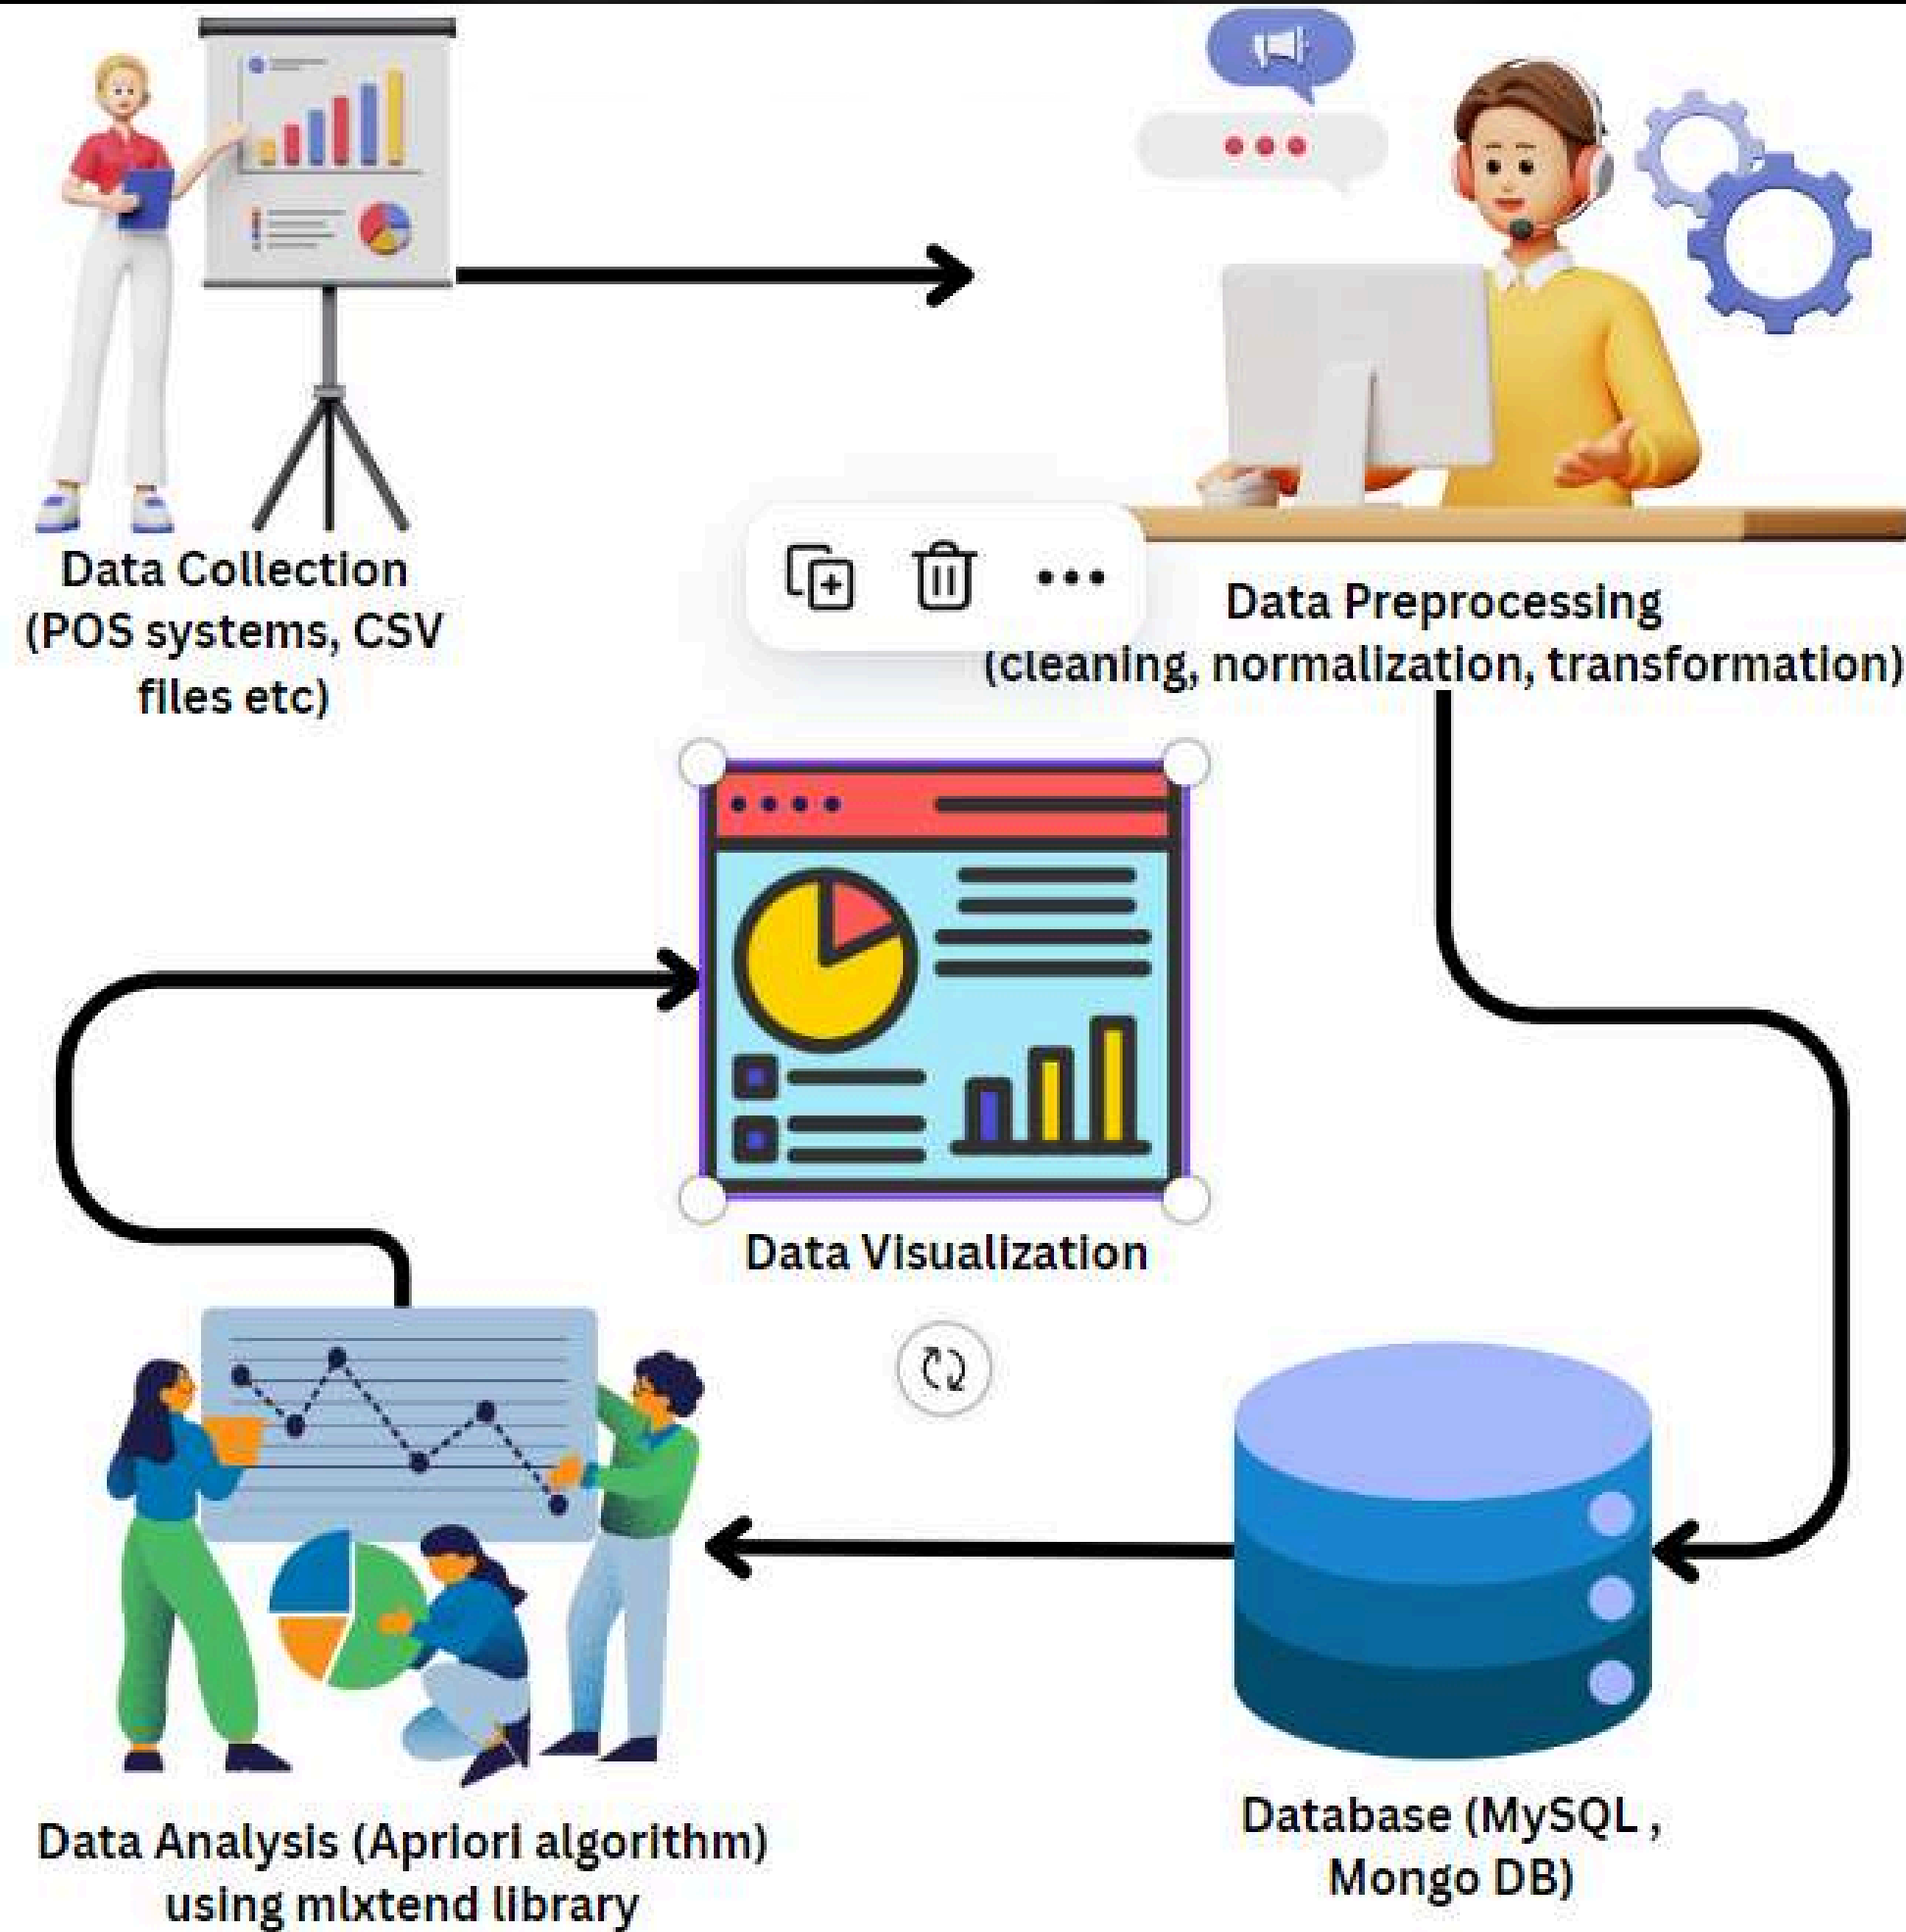 Data Collection
(POS systems, CSV
files etc)
Data Preprocessing
(cleaning, normalization, transformation)
Data Visualization
Data Analysis (Apriori algorithm)
using mlxtend library
Database (MySQL ,
Mongo DB)